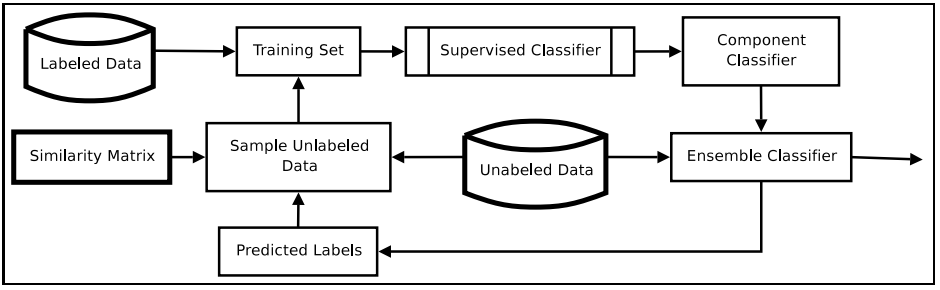 Labeled Data
Training Set
Supervised Classifier
Component
Classifier
Similarity Matrix
Sample Unlabeled
Data
Unabeled Data
Ensemble Classifier
Predicted Labels